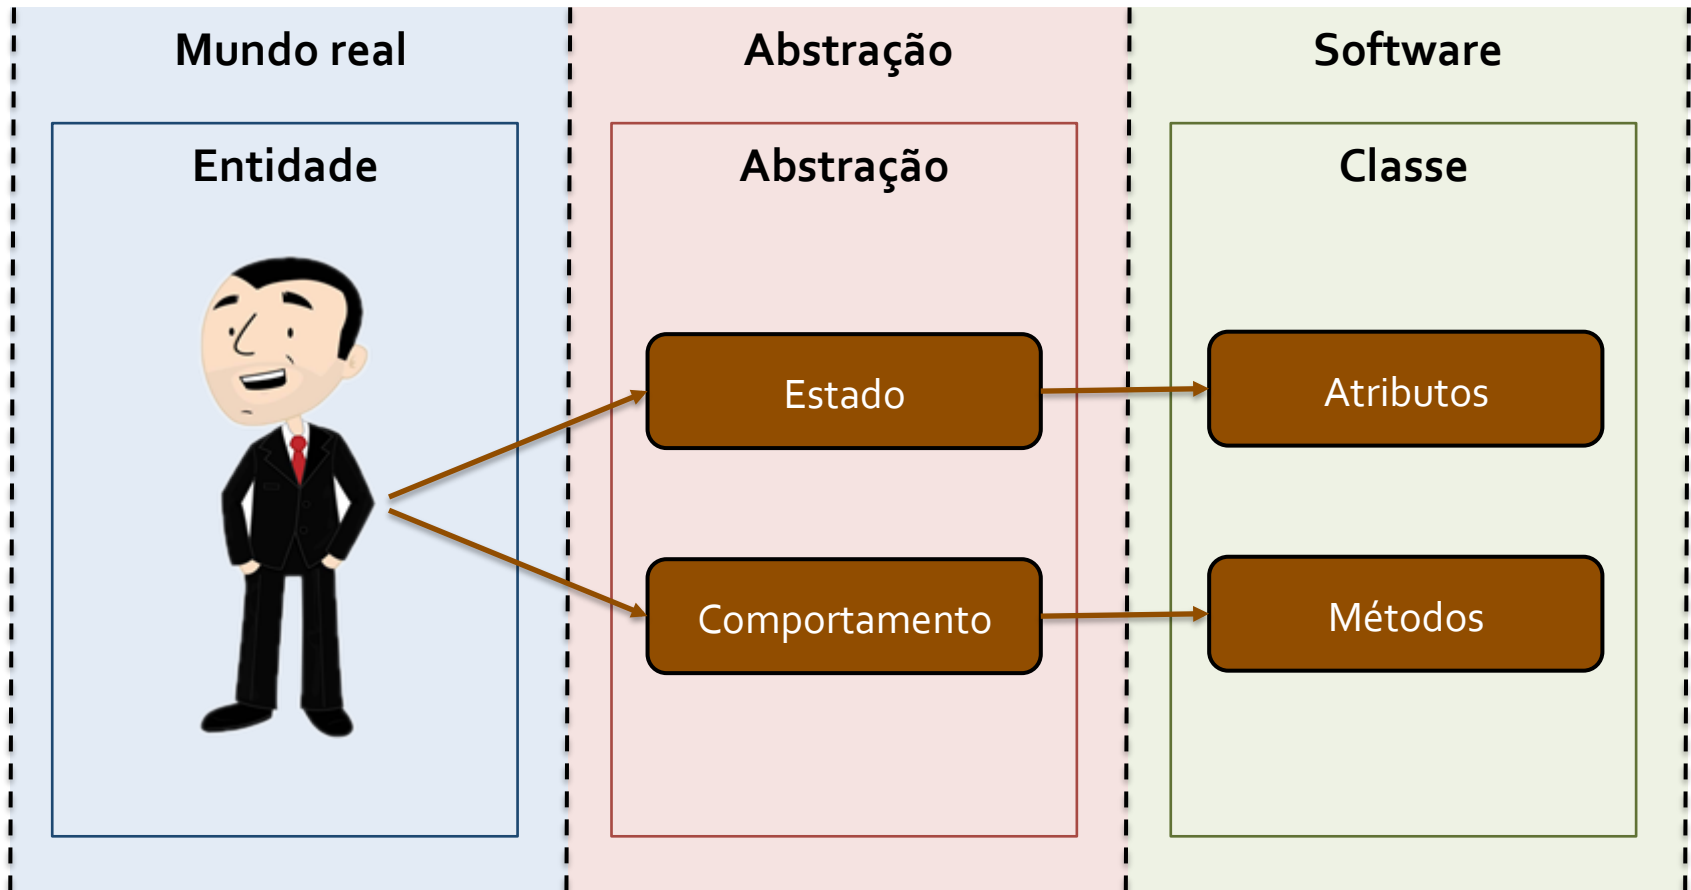 Mundo real
Abstração
Software
Entidade
Abstração
Classe
Estado
Atributos
Comportamento
Métodos